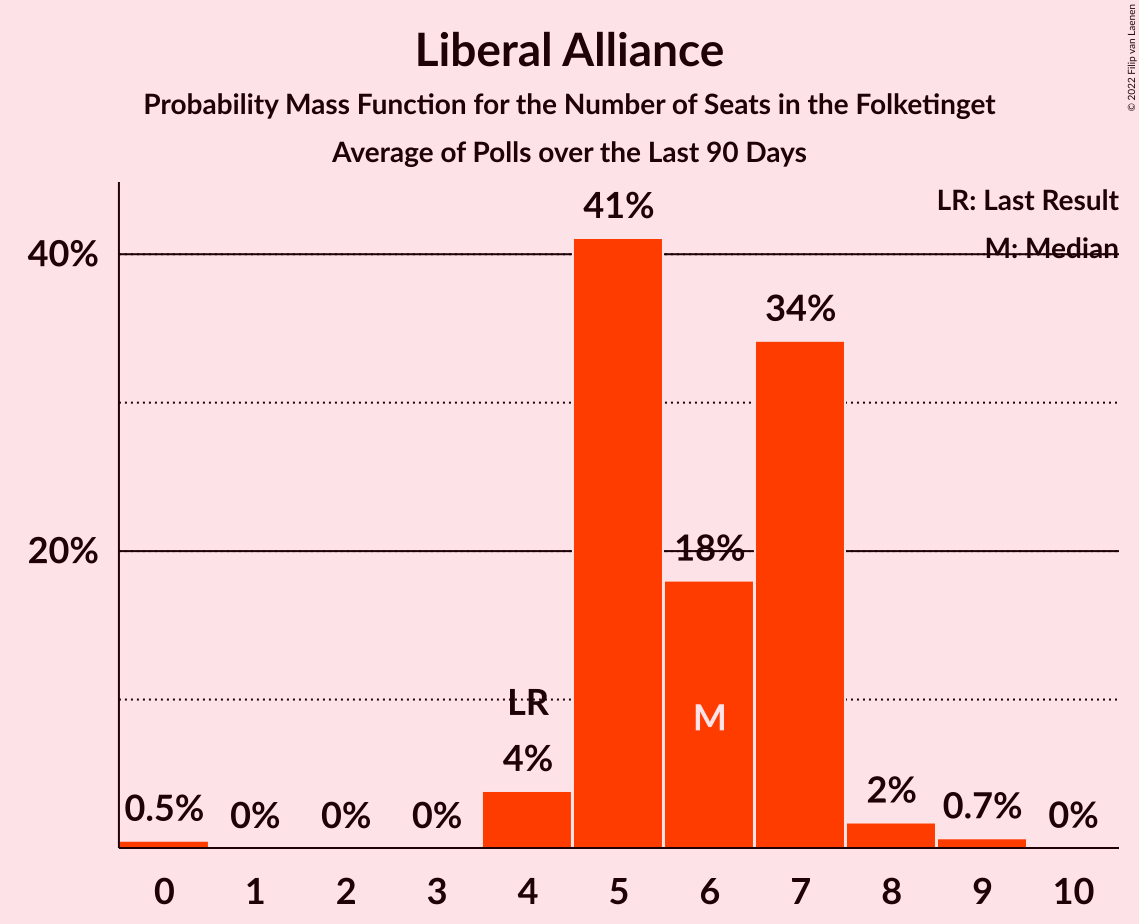 Liberal Alliance
Probability Mass Function for the Number of Seats in the Folketinget
Average of Polls over the Last 90 Days
© 2022 Filip van Laenen
LR: Last Result
M: Median
40%
20%
0.5%
0%
0%
0%
LR
4%
41%
18%
M
34%
2%
0.7%
0%
0 1 2 3 4 5 6 7 8 9 10